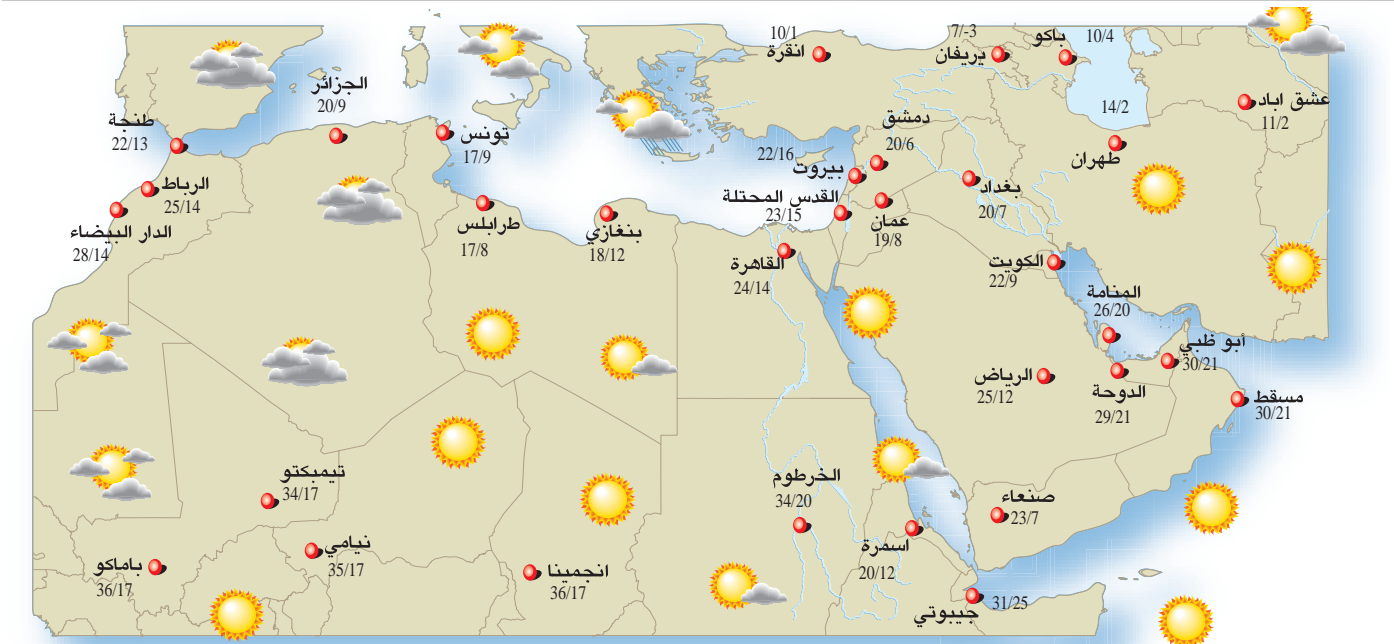 10/1
انقرة
7/-3
يريفان
باكو
10/4
عشق اباد
11/2
14/2
طهران
الجزائر
20/9
طنجة
22/13
تونس
17/9
دمشق
20/6
22/16
بيروت
بغداد
20/7
الرباط
25/14
الدار البيضاء
28/14
طرابلس
17/8
بنغازي
18/12
القدس المحتلة
23/15
عمان
19/8
القاهرة
24/14
الكويت
22/9
المنامة
26/20
أبو ظبي
30/21
الرياض
25/12
الدوحة
29/21
مسقط
30/21
تيمبكتو
34/17
الخرطوم
34/20
صنعاء
23/7
نيامي
35/17
اسمرة
20/12
باماكو
36/17
انجمينا
36/17
31/25
جيبوتي